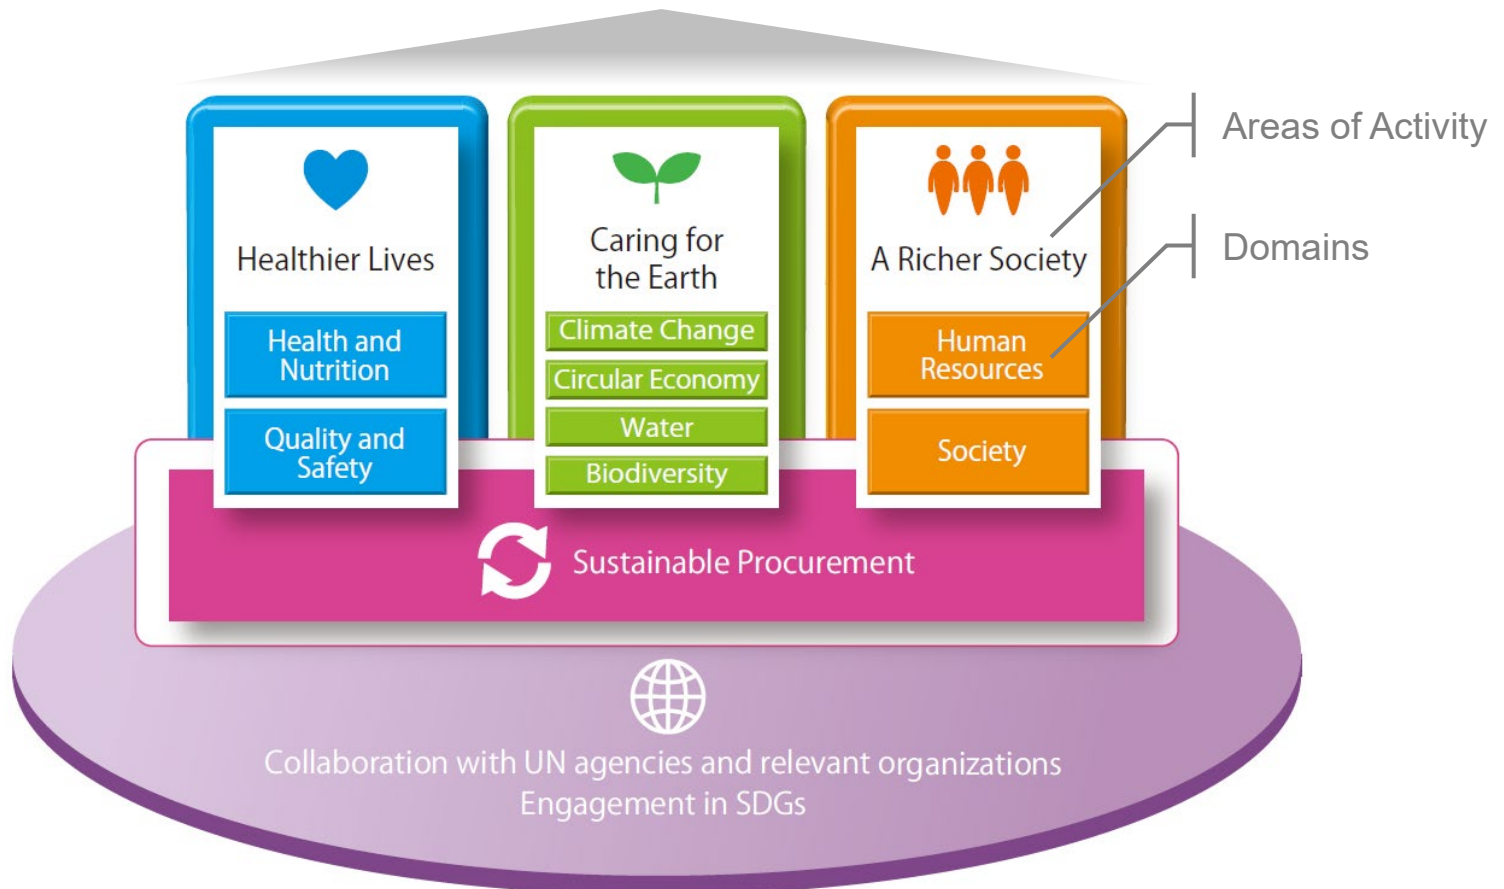 Healthier Lives
Health and
Nutrition
Quality and
Safety
Caring for
the Earth
Climate Change
Circular Economy
Water
Biodiversity
A Richer Society
Human
Resources
Society
Areas of Activity
Domains
Sustainable Procurement
Collaboration with UN agencies and relevant organizations
Engagement in SDGs